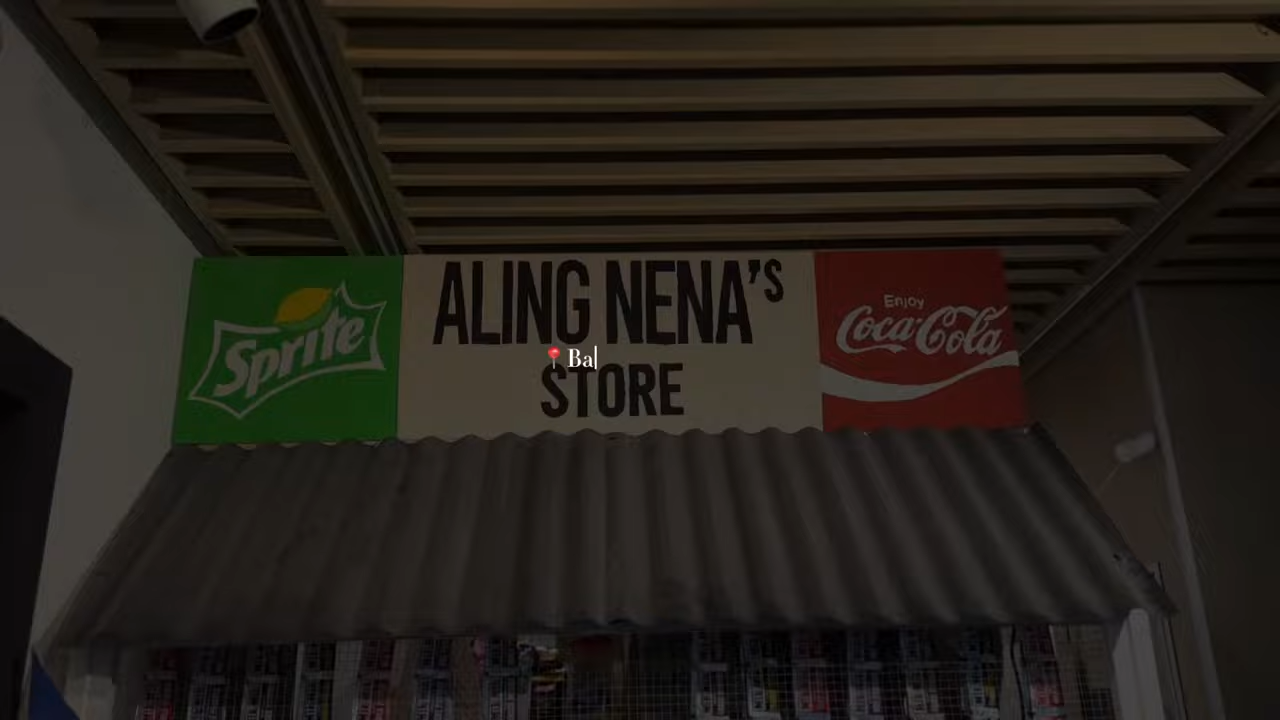 Sprite
ALING NENA'S
📍Ba
STORE
Enjoy
Coca-Cola